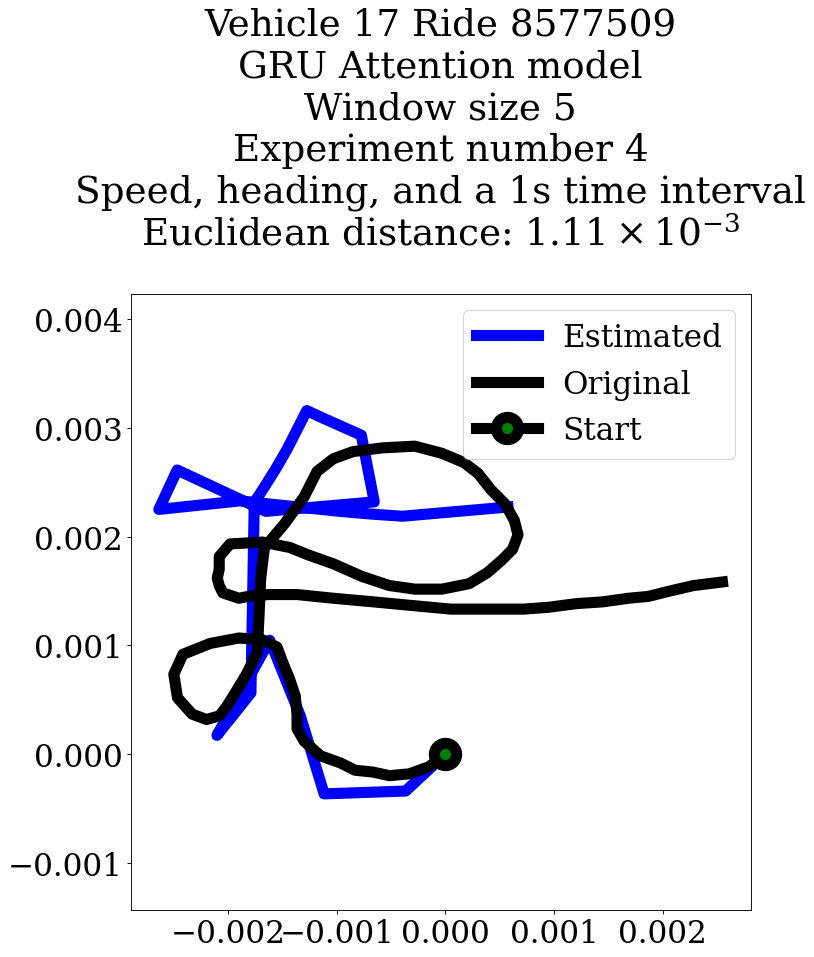 Vehicle 17 Ride 8577509
GRU Attention model
Window size 5
Experiment number 4
Speed, heading, and a 1s time interval
Euclidean distance: 1.11 × 10⁻³
Estimated
Original
Start
0.004
0.003
0.002
0.001
0.000
−0.001
−0.002 −0.001 0.000 0.001 0.002